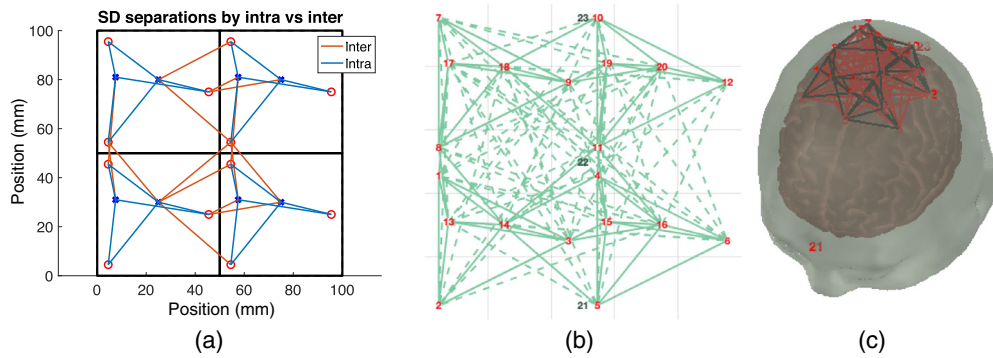 SD separations by intra vs inter
Inter
Intra
100
80
60
40
20
0
0 20 40 60 80 100
Position (mm)
Position (mm)
(a)
7 23 10
17 18 19 20
9 12
8 11
22
1 4
13 14 15 16
3 6
2 21 5
(b)
21
(c)